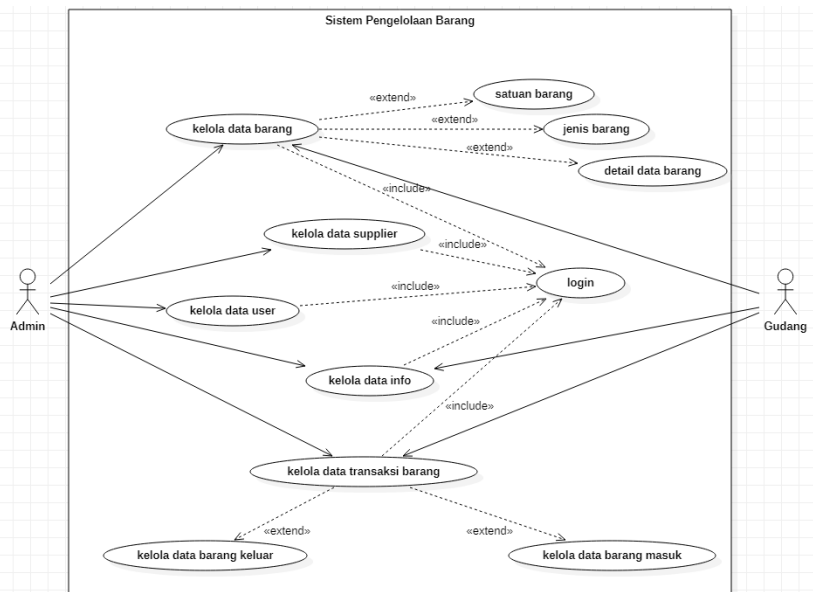 Sistem Pengelolaan Barang
«extend»
satuan barang
kelola data barang
«extend»
jenis barang
«extend»
detail data barang
«include»
kelola data supplier
«include»
login
Admin
kelola data user
«include»
Gudang
«include»
kelola data info
«include»
kelola data transaksi barang
«extend»
«extend»
kelola data barang keluar
kelola data barang masuk